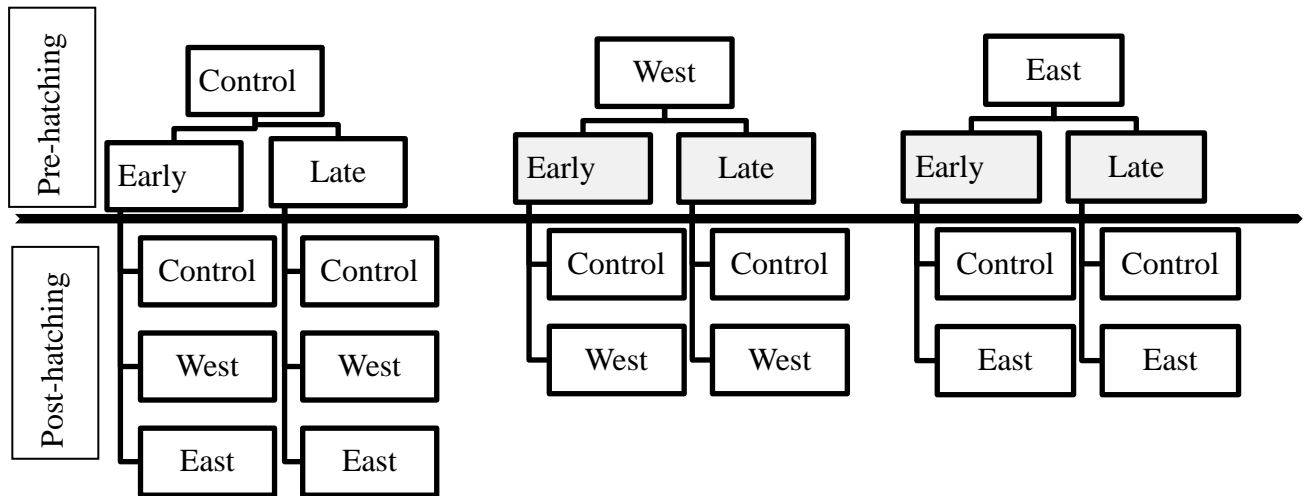 Pre-hatching
Control
West
East
Early
Late
Early
Late
Early
Late
Post-hatching
Control
Control
Control
Control
Control
Control
West
West
West
West
East
East
East
East